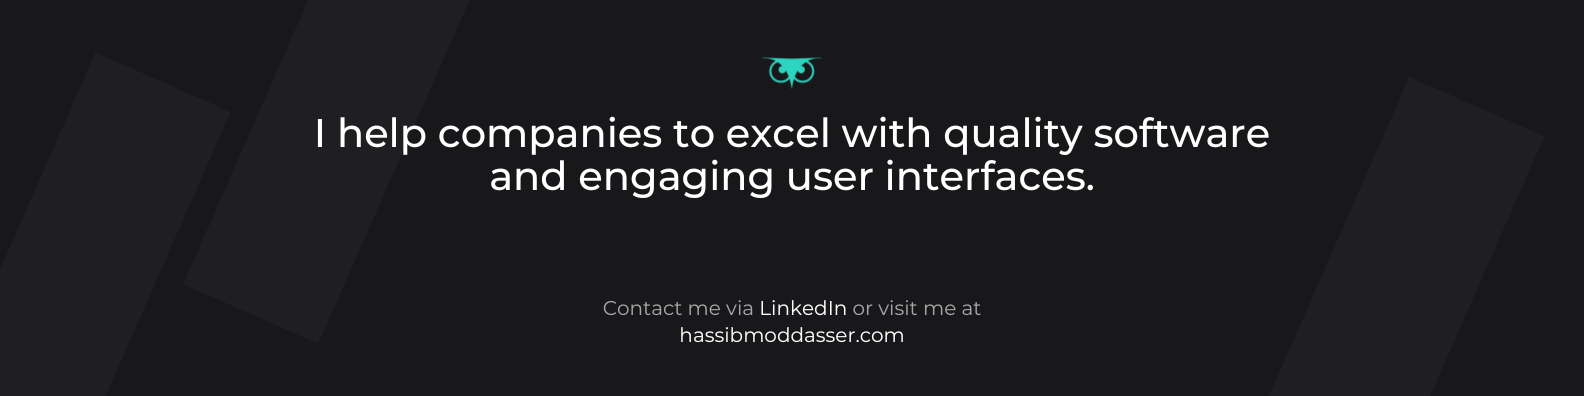 I help companies to excel with quality software
and engaging user interfaces.
Contact me via LinkedIn or visit me at
hassibmoddasser.com